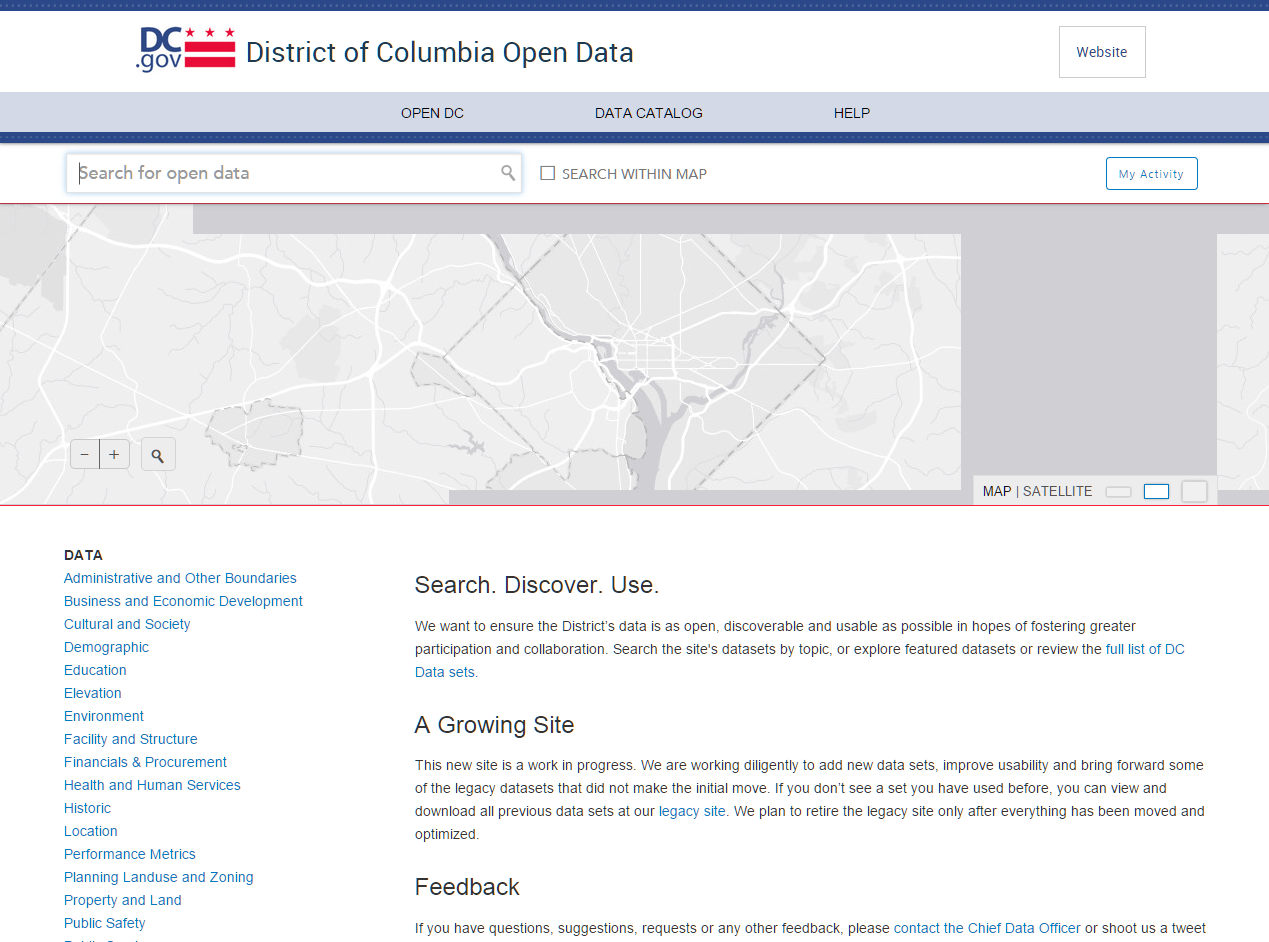 DC
.gov
District of Columbia Open Data
Website
OPEN DC
DATA CATALOG
HELP
Search for open data
SEARCH WITHIN MAP
My Activity
− +
MAP | SATELLITE
DATA
Administrative and Other Boundaries
Business and Economic Development
Cultural and Society
Demographic
Education
Elevation
Environment
Facility and Structure
Financials & Procurement
Health and Human Services
Historic
Location
Performance Metrics
Planning Landuse and Zoning
Property and Land
Public Safety
Search. Discover. Use.
We want to ensure the District’s data is as open, discoverable and usable as possible in hopes of fostering greater
participation and collaboration. Search the site's datasets by topic, or explore featured datasets or review the full list of DC
Data sets.
A Growing Site
This new site is a work in progress. We are working diligently to add new data sets, improve usability and bring forward some
of the legacy datasets that did not make the initial move. If you don’t see a set you have used before, you can view and
download all previous data sets at our legacy site. We plan to retire the legacy site only after everything has been moved and
optimized.
Feedback
If you have questions, suggestions, requests or any other feedback, please contact the Chief Data Officer or shoot us a tweet